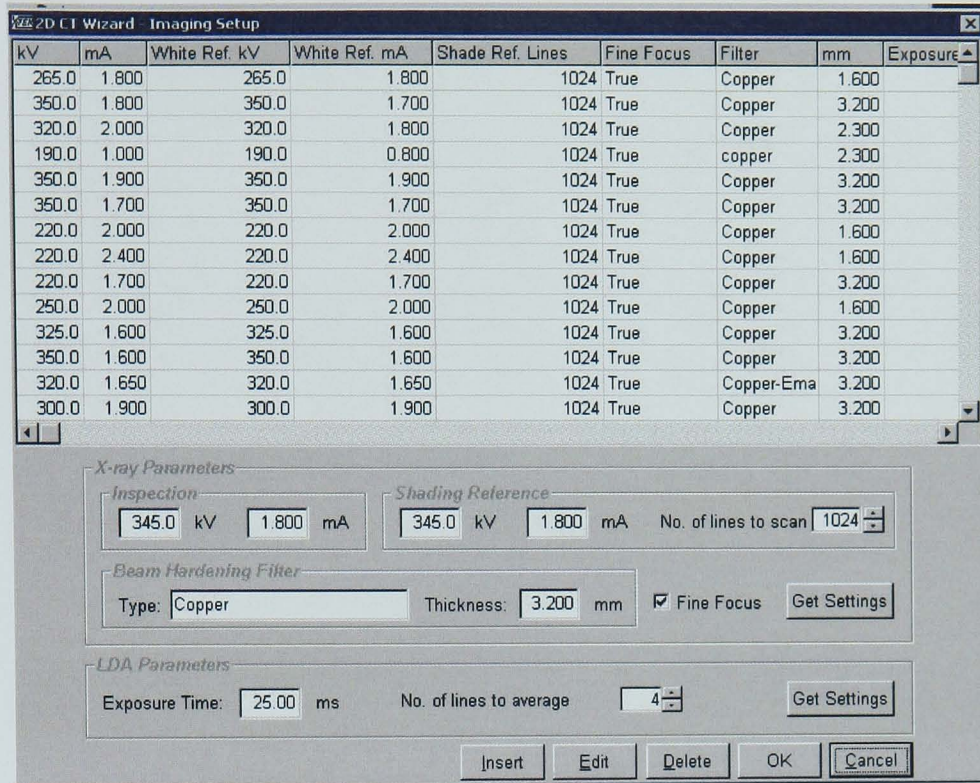 2D CT Wizard - Imaging Setup
kV mA White Ref. kV White Ref. mA Shade Ref. Lines Fine Focus Filter mm Exposure
265.0 1.800 265.0 1.800 1024 True Copper 1.600
350.0 1.800 350.0 1.700 1024 True Copper 3.200
320.0 2.000 320.0 1.800 1024 True Copper 2.300
190.0 1.000 190.0 0.800 1024 True copper 2.300
350.0 1.900 350.0 1.900 1024 True Copper 3.200
350.0 1.700 350.0 1.700 1024 True Copper 3.200
220.0 2.000 220.0 2.000 1024 True Copper 1.600
220.0 2.400 220.0 2.400 1024 True Copper 1.600
220.0 1.700 220.0 1.700 1024 True Copper 3.200
250.0 2.000 250.0 2.000 1024 True Copper 1.600
325.0 1.600 325.0 1.600 1024 True Copper 3.200
350.0 1.600 350.0 1.600 1024 True Copper 3.200
320.0 1.650 320.0 1.650 1024 True Copper-Ema 3.200
300.0 1.900 300.0 1.900 1024 True Copper 3.200
X-ray Parameters
Inspection Shading Reference
345.0 kV 1.800 mA 345.0 kV 1.800 mA No. of lines to scan 1024
Beam Hardening Filter
Type: Copper Thickness: 3.200 mm Fine Focus Get Settings
LDA Parameters
Exposure Time: 25.00 ms No. of lines to average 4 Get Settings
Insert Edit Delete OK Cancel